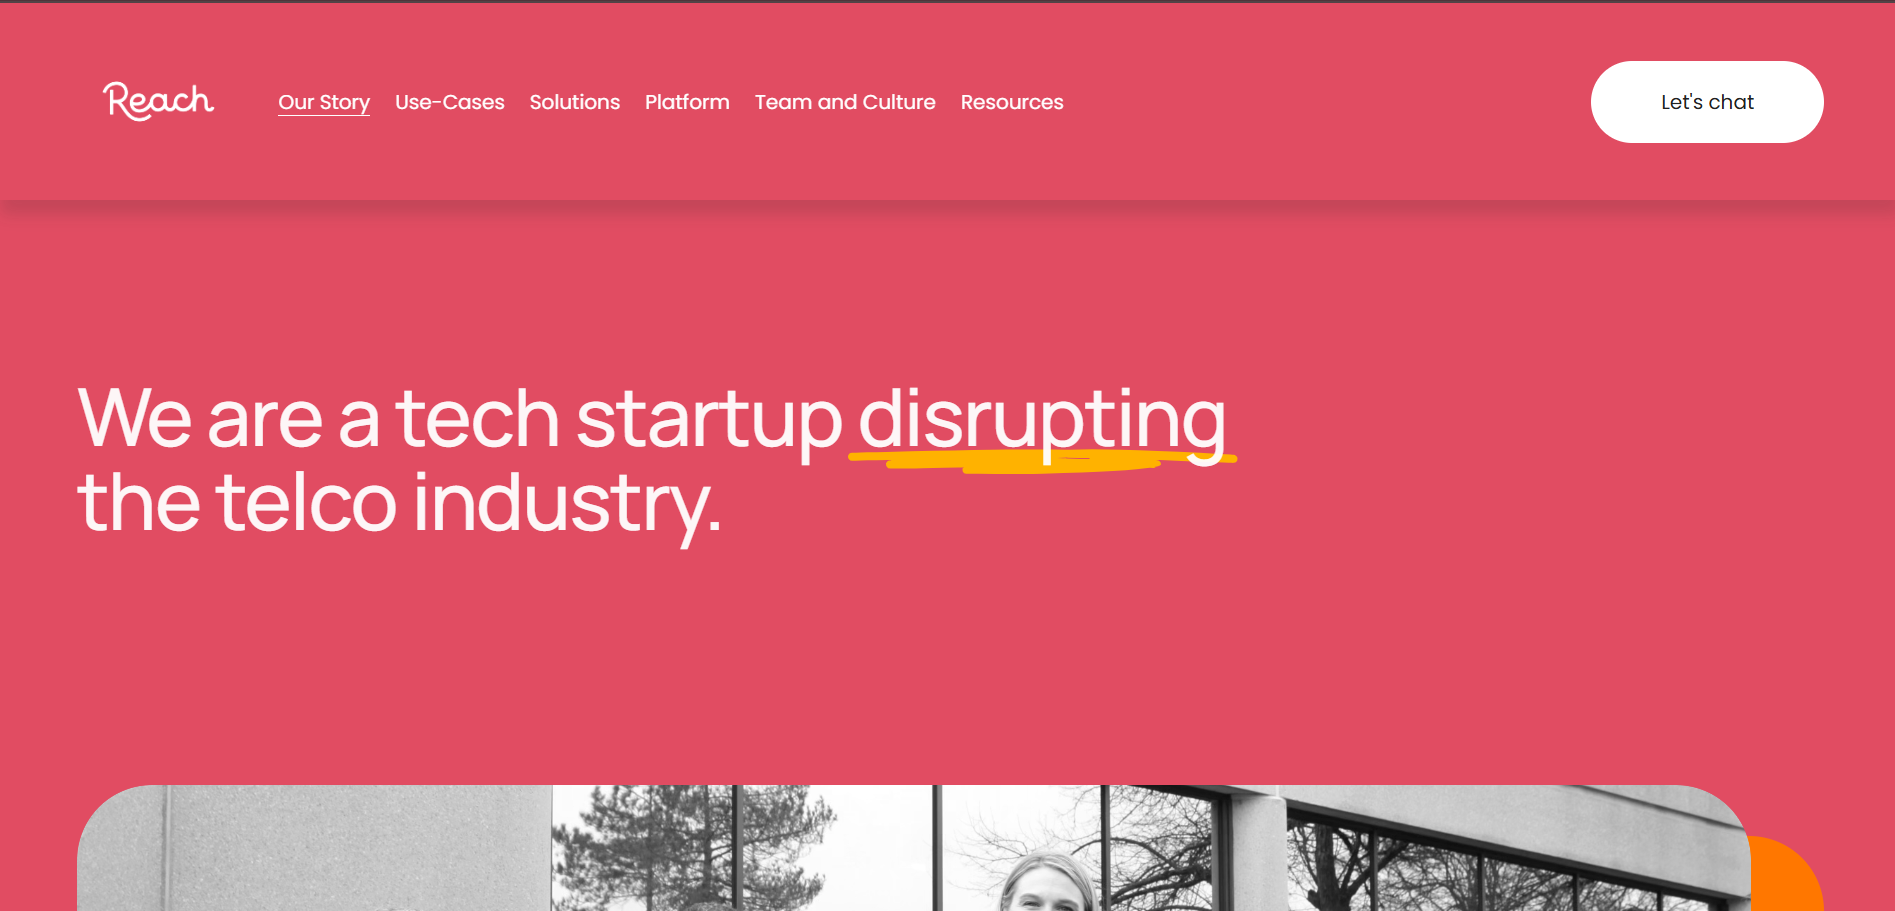 Reach
Our Story Use-Cases Solutions Platform Team and Culture Resources
Let's chat
We are a tech startup disrupting
the telco industry.